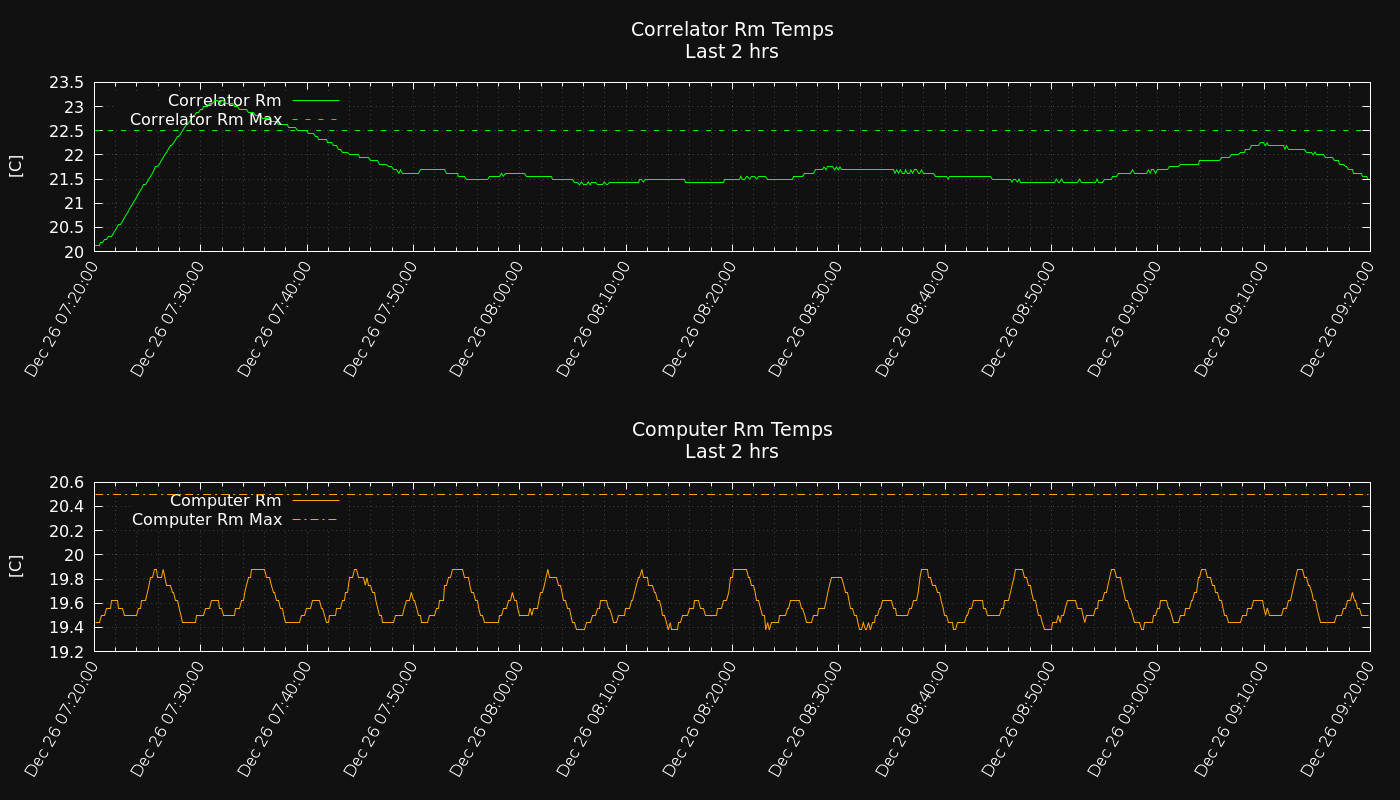 Correlator Rm Temps
Last 2 hrs
23.5
23
22.5
22
21.5
21
20.5
20
[C]
Correlator Rm
Correlator Rm Max
Dec 26 07:20:00
Dec 26 07:30:00
Dec 26 07:40:00
Dec 26 07:50:00
Dec 26 08:00:00
Dec 26 08:10:00
Dec 26 08:20:00
Dec 26 08:30:00
Dec 26 08:40:00
Dec 26 08:50:00
Dec 26 09:00:00
Dec 26 09:10:00
Dec 26 09:20:00
Computer Rm Temps
Last 2 hrs
20.6
20.4
20.2
20
19.8
19.6
19.4
19.2
[C]
Computer Rm
Computer Rm Max
Dec 26 07:20:00
Dec 26 07:30:00
Dec 26 07:40:00
Dec 26 07:50:00
Dec 26 08:00:00
Dec 26 08:10:00
Dec 26 08:20:00
Dec 26 08:30:00
Dec 26 08:40:00
Dec 26 08:50:00
Dec 26 09:00:00
Dec 26 09:10:00
Dec 26 09:20:00